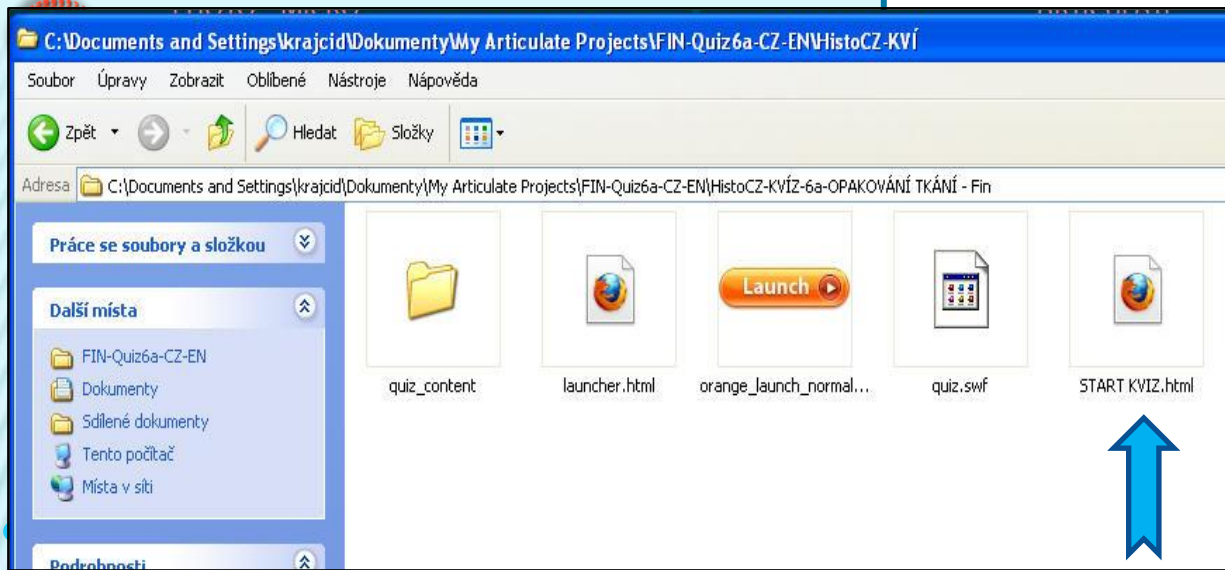 C:\Documents and Settings\krajcid\Dokumenty\My Articulate Projects\FIN-Quiz6a-CZ-EN\HistoCZ-KVÍ
Soubor Úpravy Zobrazit Oblíbené Nástroje Nápověda
Zpět Hledat Složky
Adresa C:\Documents and Settings\krajcid\Dokumenty\My Articulate Projects\FIN-Quiz6a-CZ-EN\HistoCZ-KVÍZ-6a-OPAKOVÁNÍ TKÁNÍ - Fin
Práce se soubory a složkou
Další místa
FIN-Quiz6a-CZ-EN
Dokumenty
Sdílené dokumenty
Tento počítač
Místa v síti
Podrobnosti
Launch
quiz_content launcher.html orange_launch_normal... quiz.swf START KVIZ.html